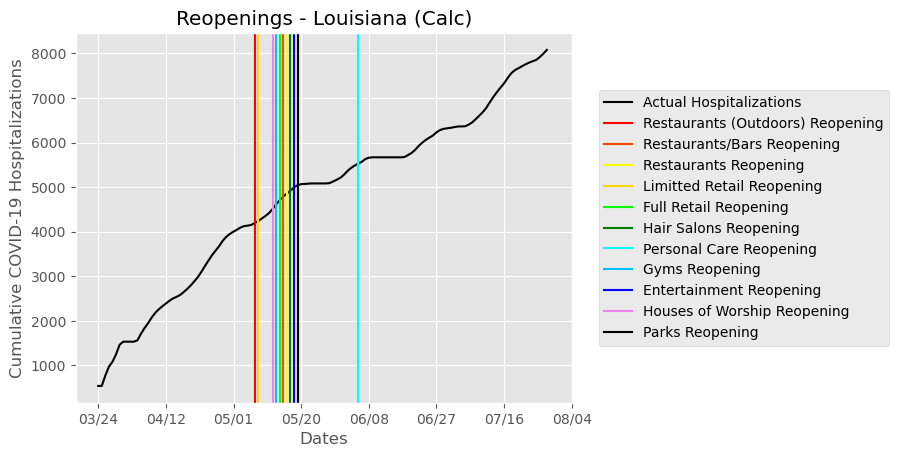 Reopenings - Louisiana (Calc)
Cumulative COVID-19 Hospitalizations
8000
7000
6000
5000
4000
3000
2000
1000
03/24 04/12 05/01 05/20 06/08 06/27 07/16 08/04
Dates
Actual Hospitalizations
Restaurants (Outdoors) Reopening
Restaurants/Bars Reopening
Restaurants Reopening
Limitted Retail Reopening
Full Retail Reopening
Hair Salons Reopening
Personal Care Reopening
Gyms Reopening
Entertainment Reopening
Houses of Worship Reopening
Parks Reopening